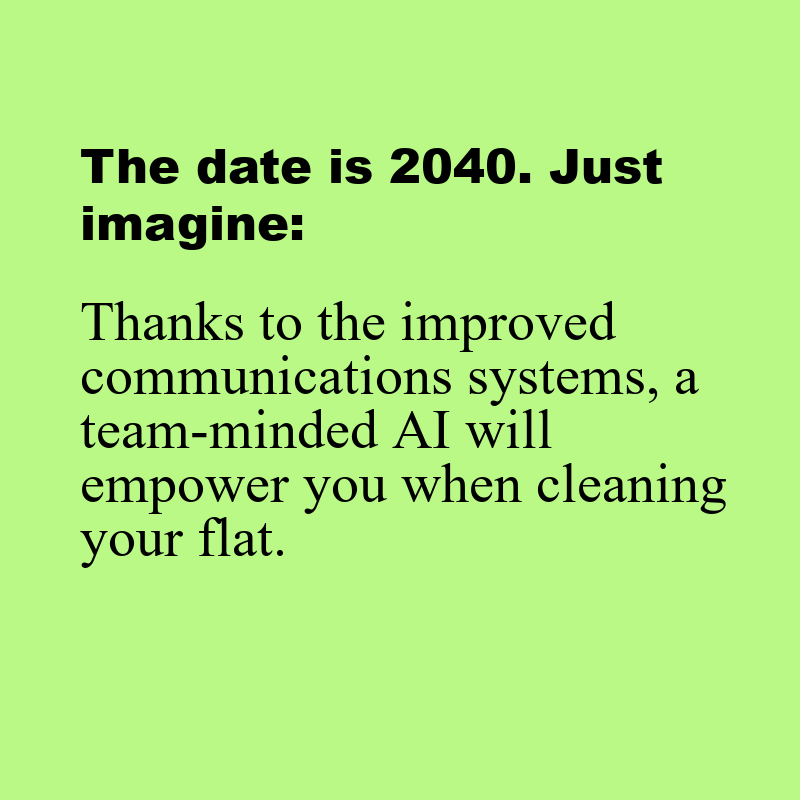 The date is 2040. Just
imagine:
Thanks to the improved
communications systems, a
team-minded AI will
empower you when cleaning
your flat.